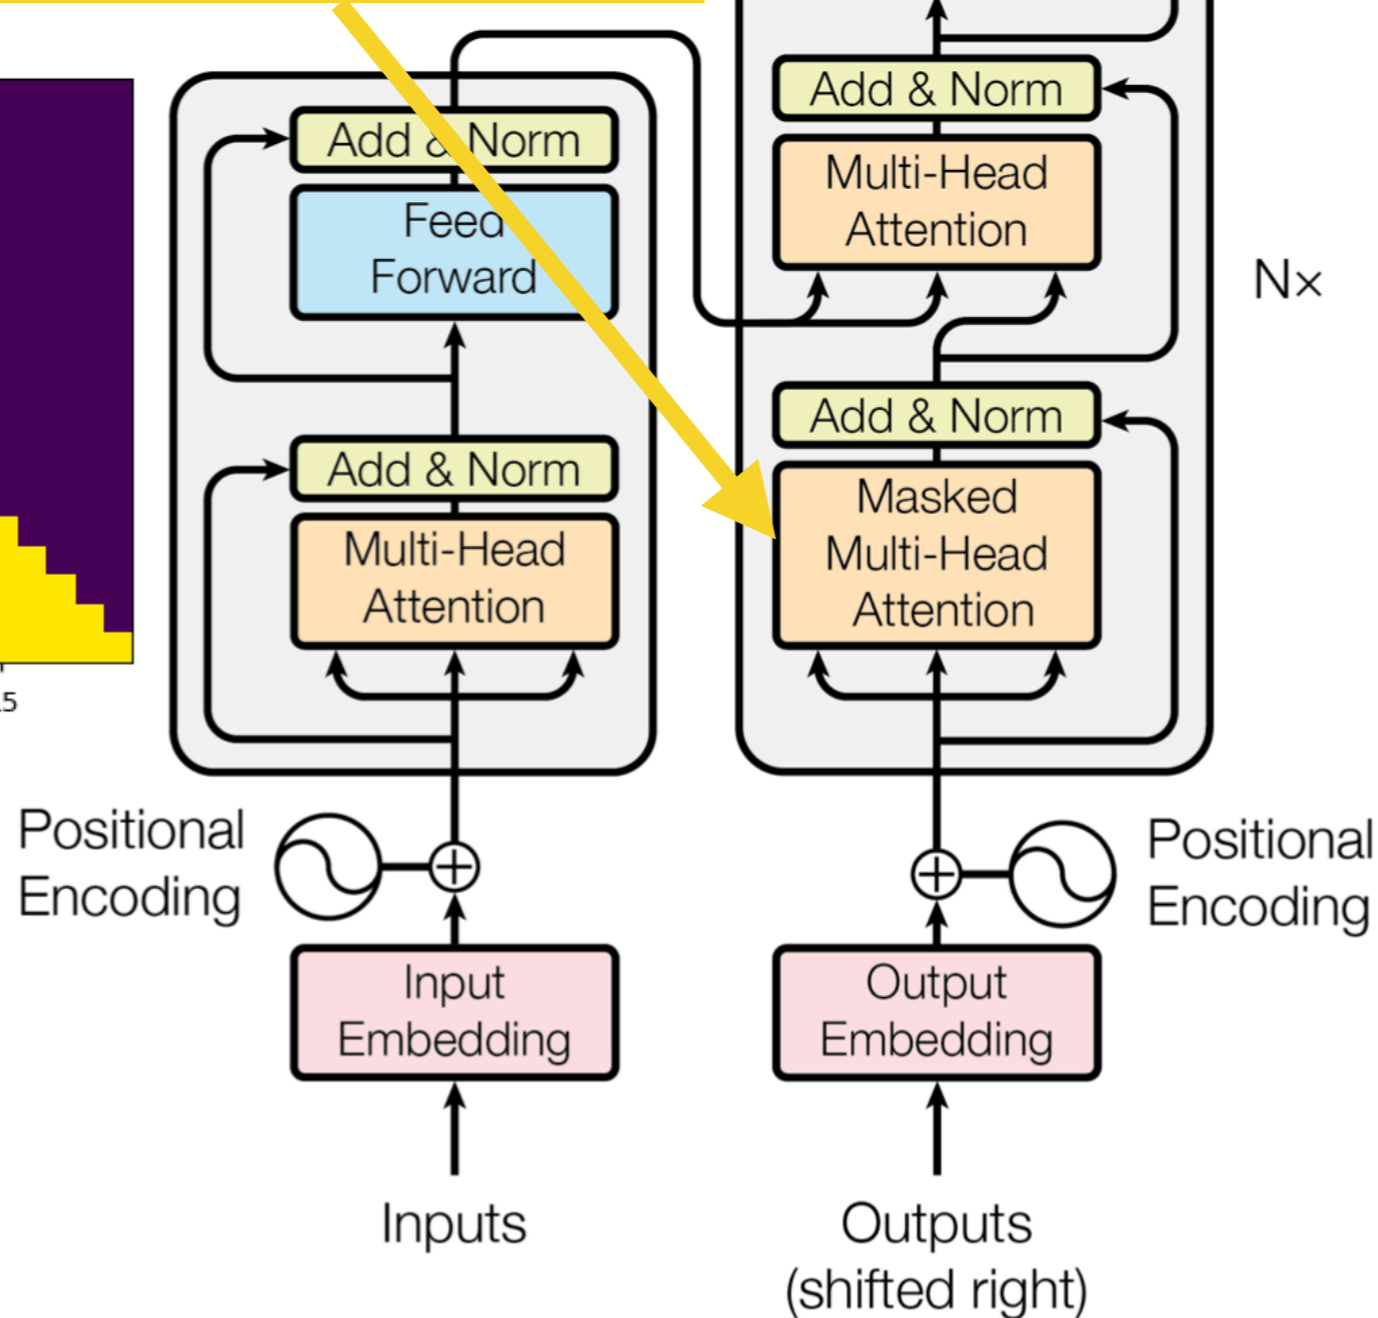 Add & Norm
Feed
Forward
Add & Norm
Multi-Head
Attention
Positional
Encoding
Input
Embedding
Inputs
Add & Norm
Multi-Head
Attention
N×
Add & Norm
Masked
Multi-Head
Attention
Positional
Encoding
Output
Embedding
Outputs
(shifted right)
.5